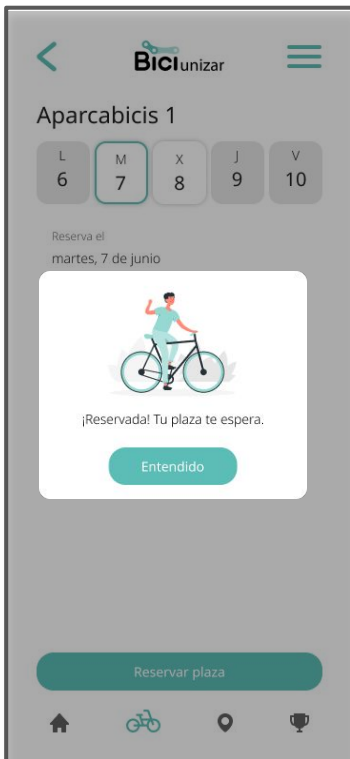 BICIunizar
Aparcabicis 1
L M X J V
6 7 8 9 10
Reserva el
martes, 7 de junio
¡Reservada! Tu plaza te espera.
Entendido
Reservar plaza